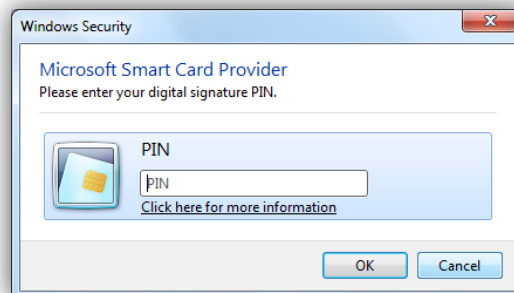 Windows Security
Microsoft Smart Card Provider
Please enter your digital signature PIN.
PIN
PIN
Click here for more information
OK
Cancel